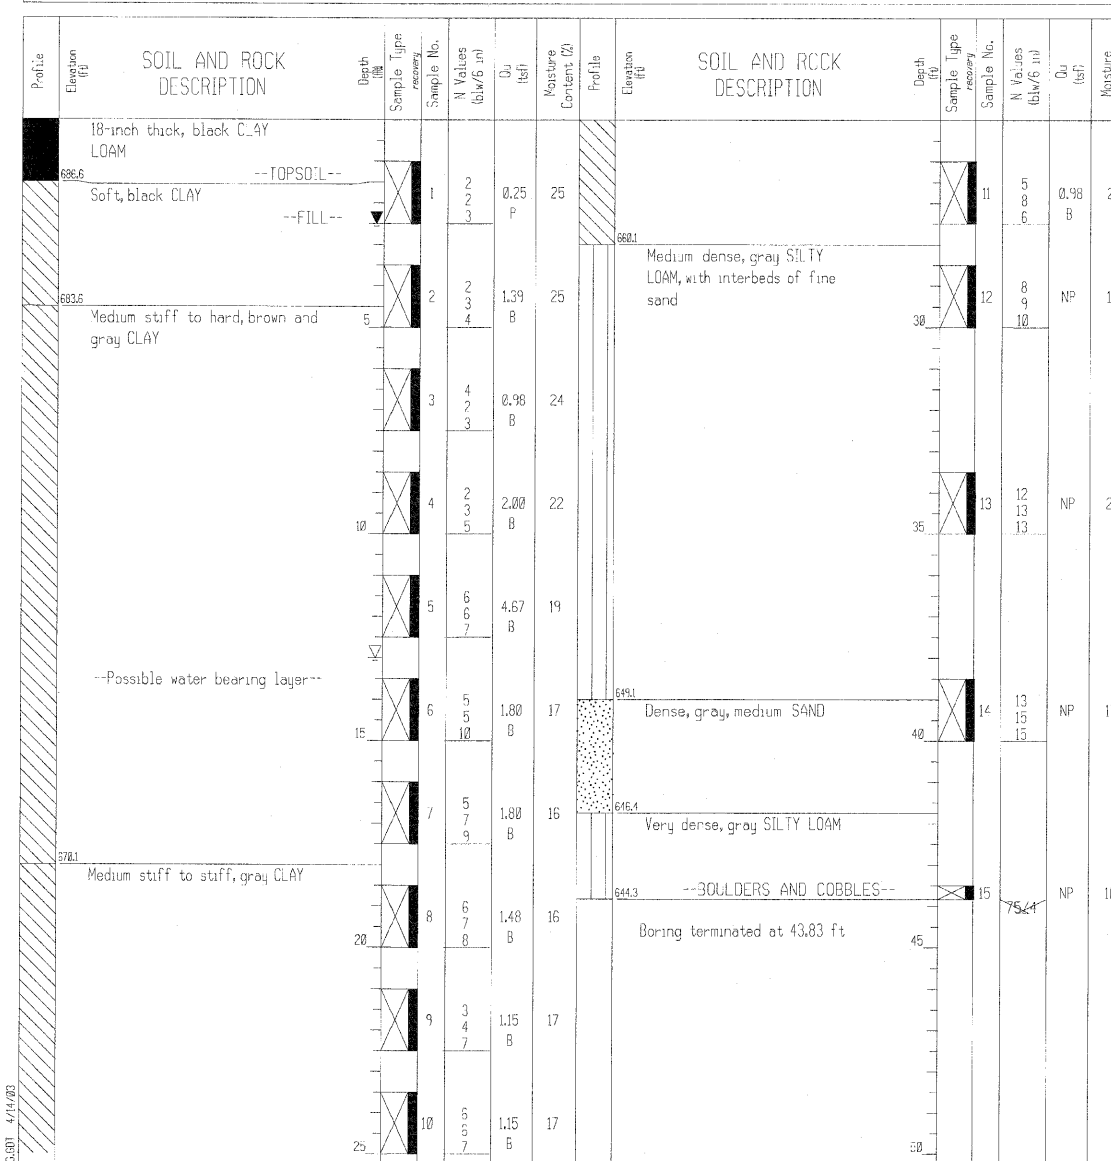 Profile
Elevation
(ft)
SOIL AND ROCK
DESCRIPTION
Depth
(ft)
Sample Type
recovery
Sample No.
N Values
(blw/6 in)
Qu
(tsf)
Moisture
Content (%)
18-inch thick, black CLAY
LOAM
686.6
--TOPSOIL--
Soft, black CLAY
--FILL--
1
2
2
3
0.25
P
25
683.6
2
2
3
4
1.39
B
25
Medium stiff to hard, brown and
gray CLAY
5
3
4
2
3
0.98
B
24
4
2
3
5
2.00
B
22
10
5
6
6
7
4.67
B
19
--Possible water bearing layer--
6
5
5
10
1.80
B
17
15
7
5
7
9
1.80
B
16
670.1
Medium stiff to stiff, gray CLAY
8
6
7
8
1.48
B
16
20
9
3
4
7
1.15
B
17
10
6
6
7
1.15
B
17
25
Profile
Elevation
(ft)
SOIL AND ROCK
DESCRIPTION
Depth
(ft)
Sample Type
recovery
Sample No.
N Values
(blw/6 in)
Qu
(tsf)
Moisture
11
5
8
6
0.98
B
2
660.1
Medium dense, gray SILTY
LOAM, with interbeds of fine
sand
12
8
9
10
NP
1
30
13
12
13
13
NP
2
35
649.1
Dense, gray, medium SAND
14
13
15
15
NP
1
40
646.4
Very dense, gray SILTY LOAM
644.3
--BOULDERS AND COBBLES--
15
75/4
NP
Boring terminated at 43.83 ft
45
50
4/14/03